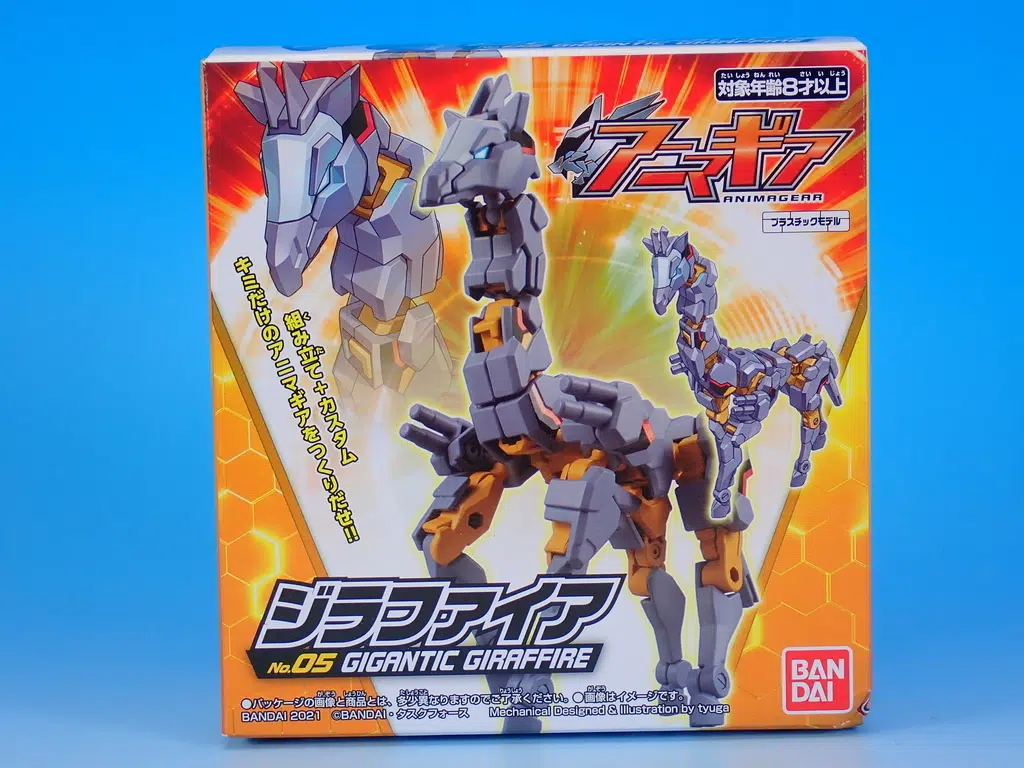 GIGANTIC GIRAFFIRE
対象年齢8才以上
たいしょうねんれい さいいじょう
アニマギア
ANIMAGEAR
プラスチックモデル
組み立て+カスタム
キミだけのアニマギアをつくりだせ!!
ジラファイア
No.05 GIGANTIC GIRAFFIRE
●パッケージの画像と商品とは、多少異なりますのでご了承ください。●画像はイメージです。
BANDAI 2021 ©BANDAI・タスクフォース Mechanical Designed & Illustration by tyuga
BAN
DAI